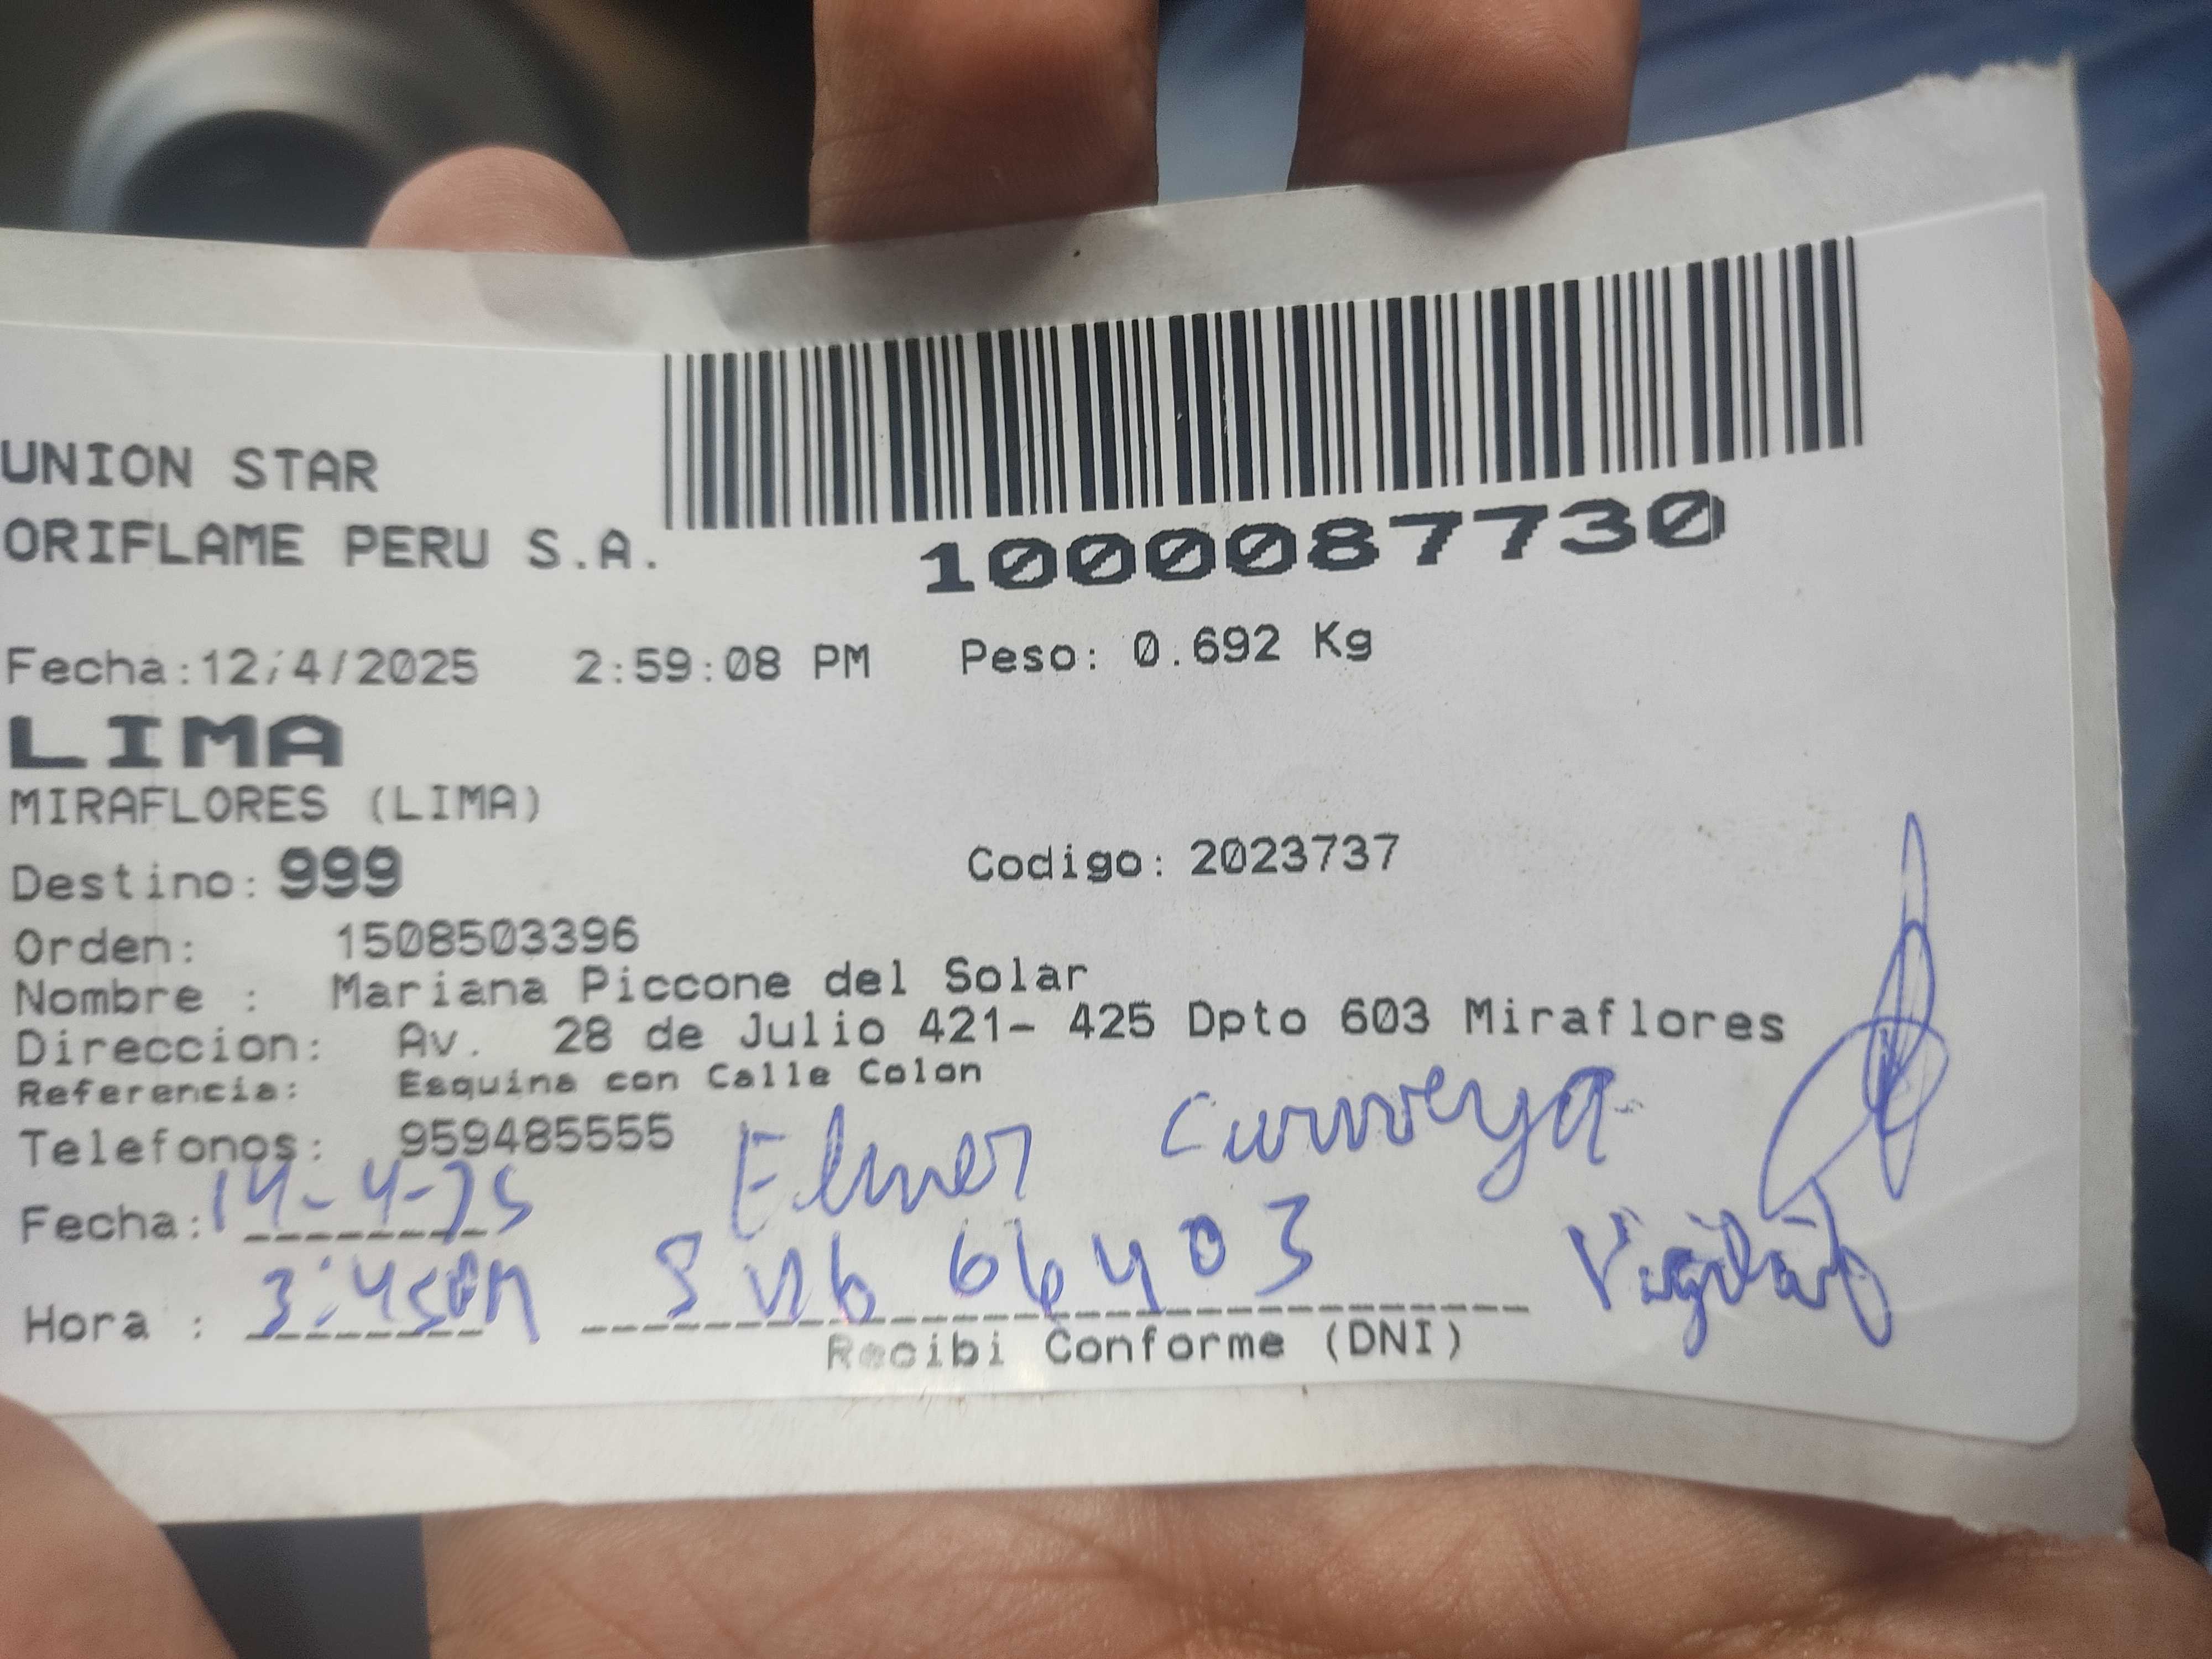 UNION STAR
ORIFLAME PERU S.A.
1000087730
Fecha:12/4/2025 2:59:08 PM Peso: 0.692 Kg
LIMA
MIRAFLORES (LIMA)
Destino: 999 Codigo: 2023737
Orden: 1508503396
Nombre : Mariana Piccone del Solar
Direccion: Av. 28 de Julio 421- 425 Dpto 603 Miraflores
Referencia: Esquina con Calle Colon
Telefonos: 959485555
Elmer
Fecha: 14-4-25
Hora : 3:45PM
Recibi Conforme (DNI)